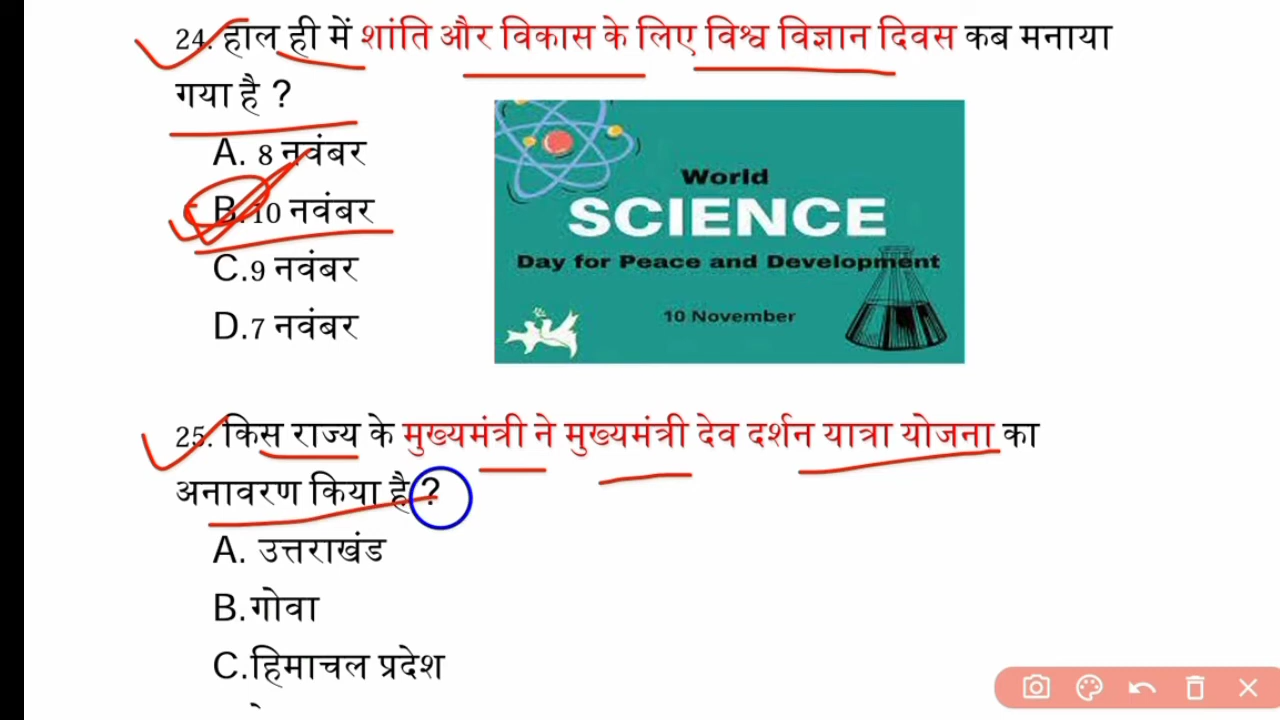 24. हाल ही में शांति और विकास के लिए विश्व विज्ञान दिवस कब मनाया
गया है ?
A. 8 नवंबर
B.10 नवंबर
C.9 नवंबर
D.7 नवंबर
World
SCIENCE
Day for Peace and Development
10 November
25. किस राज्य के मुख्यमंत्री ने मुख्यमंत्री देव दर्शन यात्रा योजना का
अनावरण किया है ?
A. उत्तराखंड
B.गोवा
C.हिमाचल प्रदेश